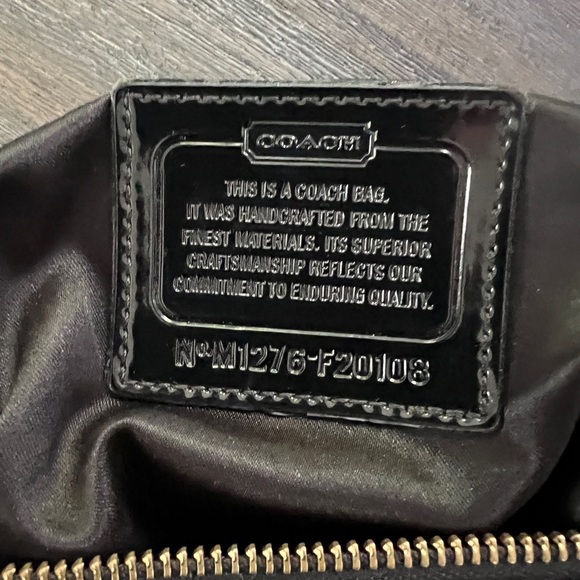 COACH
THIS IS A COACH BAG.
IT WAS HANDCRAFTED FROM THE
FINEST MATERIALS. ITS SUPERIOR
CRAFTSMANSHIP REFLECTS OUR
COMMITMENT TO ENDURING QUALITY.
Nº M1276-F20108